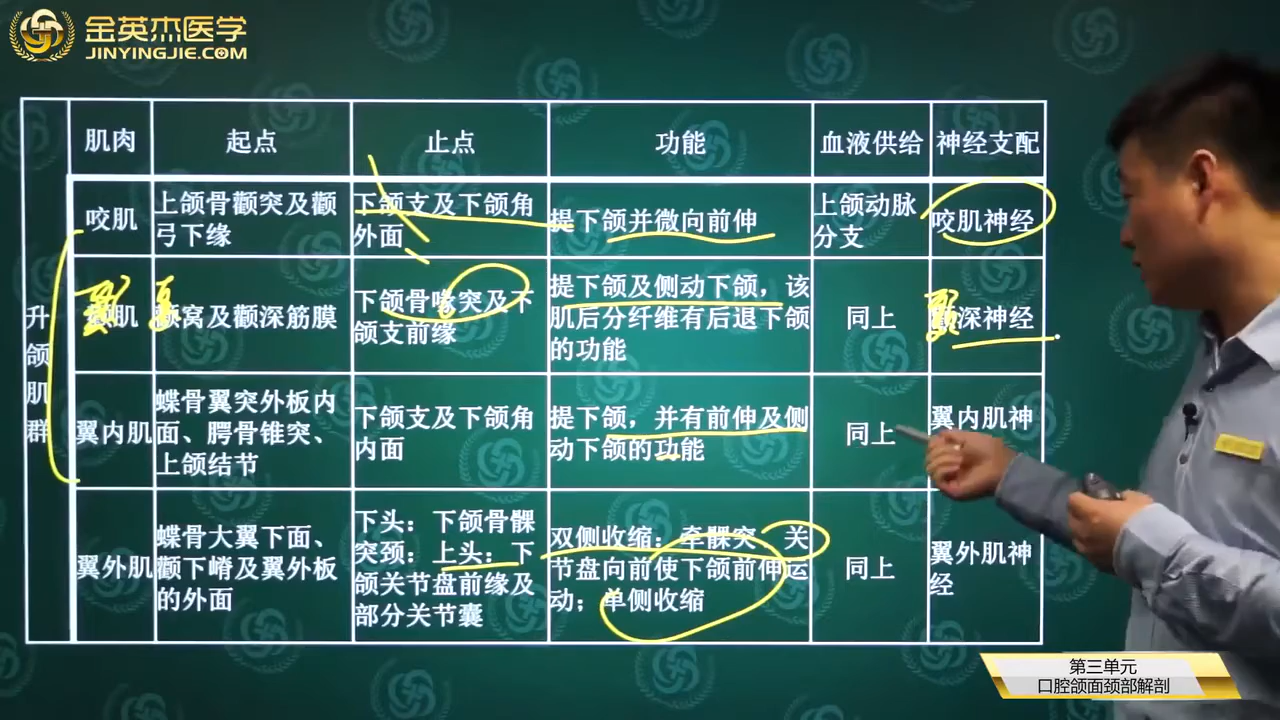 金英杰医学
JINYINGJIE.COM
肌肉
起点
止点
功能
血液供给
神经支配
升颌肌群
咬肌
上颌骨颧突及颧
弓下缘
下颌支及下颌角
外面
提下颌并微向前伸
上颌动脉
分支
咬肌神经
肌
窝及颧深筋膜
下颌骨喙突及下
颌支前缘
提下颌及侧动下颌，该
肌后分纤维有后退下颌
的功能
同上
深神经
翼内肌
蝶骨翼突外板内
面、腭骨锥突、
上颌结节
下颌支及下颌角
内面
提下颌，并有前伸及侧
动下颌的功能
同上
翼内肌神
翼外肌
蝶骨大翼下面、
颞下嵴及翼外板
的外面
下头：下颌骨髁
突颈：上头：下
颌关节盘前缘及
部分关节囊
双侧收缩：牵髁突、关
节盘向前使下颌前伸运
动；单侧收缩
同上
翼外肌神
经
第三单元
口腔颌面颈部解剖